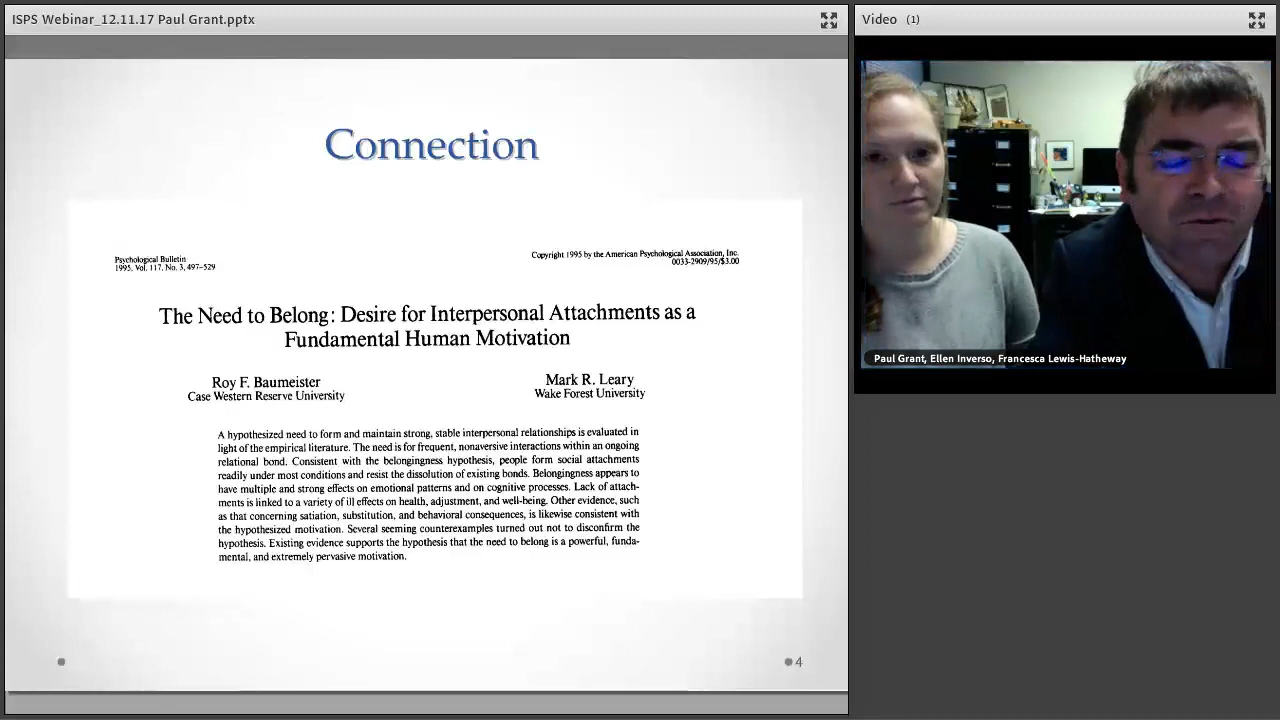 ISPS Webinar_12.11.17 Paul Grant.pptx
Video (1)
Connection
Psychological Bulletin
1995, Vol. 117, No. 3, 497-529
Copyright 1995 by the American Psychological Association, Inc.
0033-2909/95/$3.00
The Need to Belong: Desire for Interpersonal Attachments as a
Fundamental Human Motivation
Roy F. Baumeister
Case Western Reserve University
Mark R. Leary
Wake Forest University
A hypothesized need to form and maintain strong, stable interpersonal relationships is evaluated in
light of the empirical literature. The need is for frequent, nonaversive interactions within an ongoing
relational bond. Consistent with the belongingness hypothesis, people form social attachments
readily under most conditions and resist the dissolution of existing bonds. Belongingness appears to
have multiple and strong effects on emotional patterns and on cognitive processes. Lack of attach-
ments is linked to a variety of ill effects on health, adjustment, and well-being. Other evidence, such
as that concerning satiation, substitution, and behavioral consequences, is likewise consistent with
the hypothesized motivation. Several seeming counterexamples turned out not to disconfirm the
hypothesis. Existing evidence supports the hypothesis that the need to belong is a powerful, funda-
mental, and extremely pervasive motivation.
4
Paul Grant, Ellen Inverso, Francesca Lewis-Hatheway